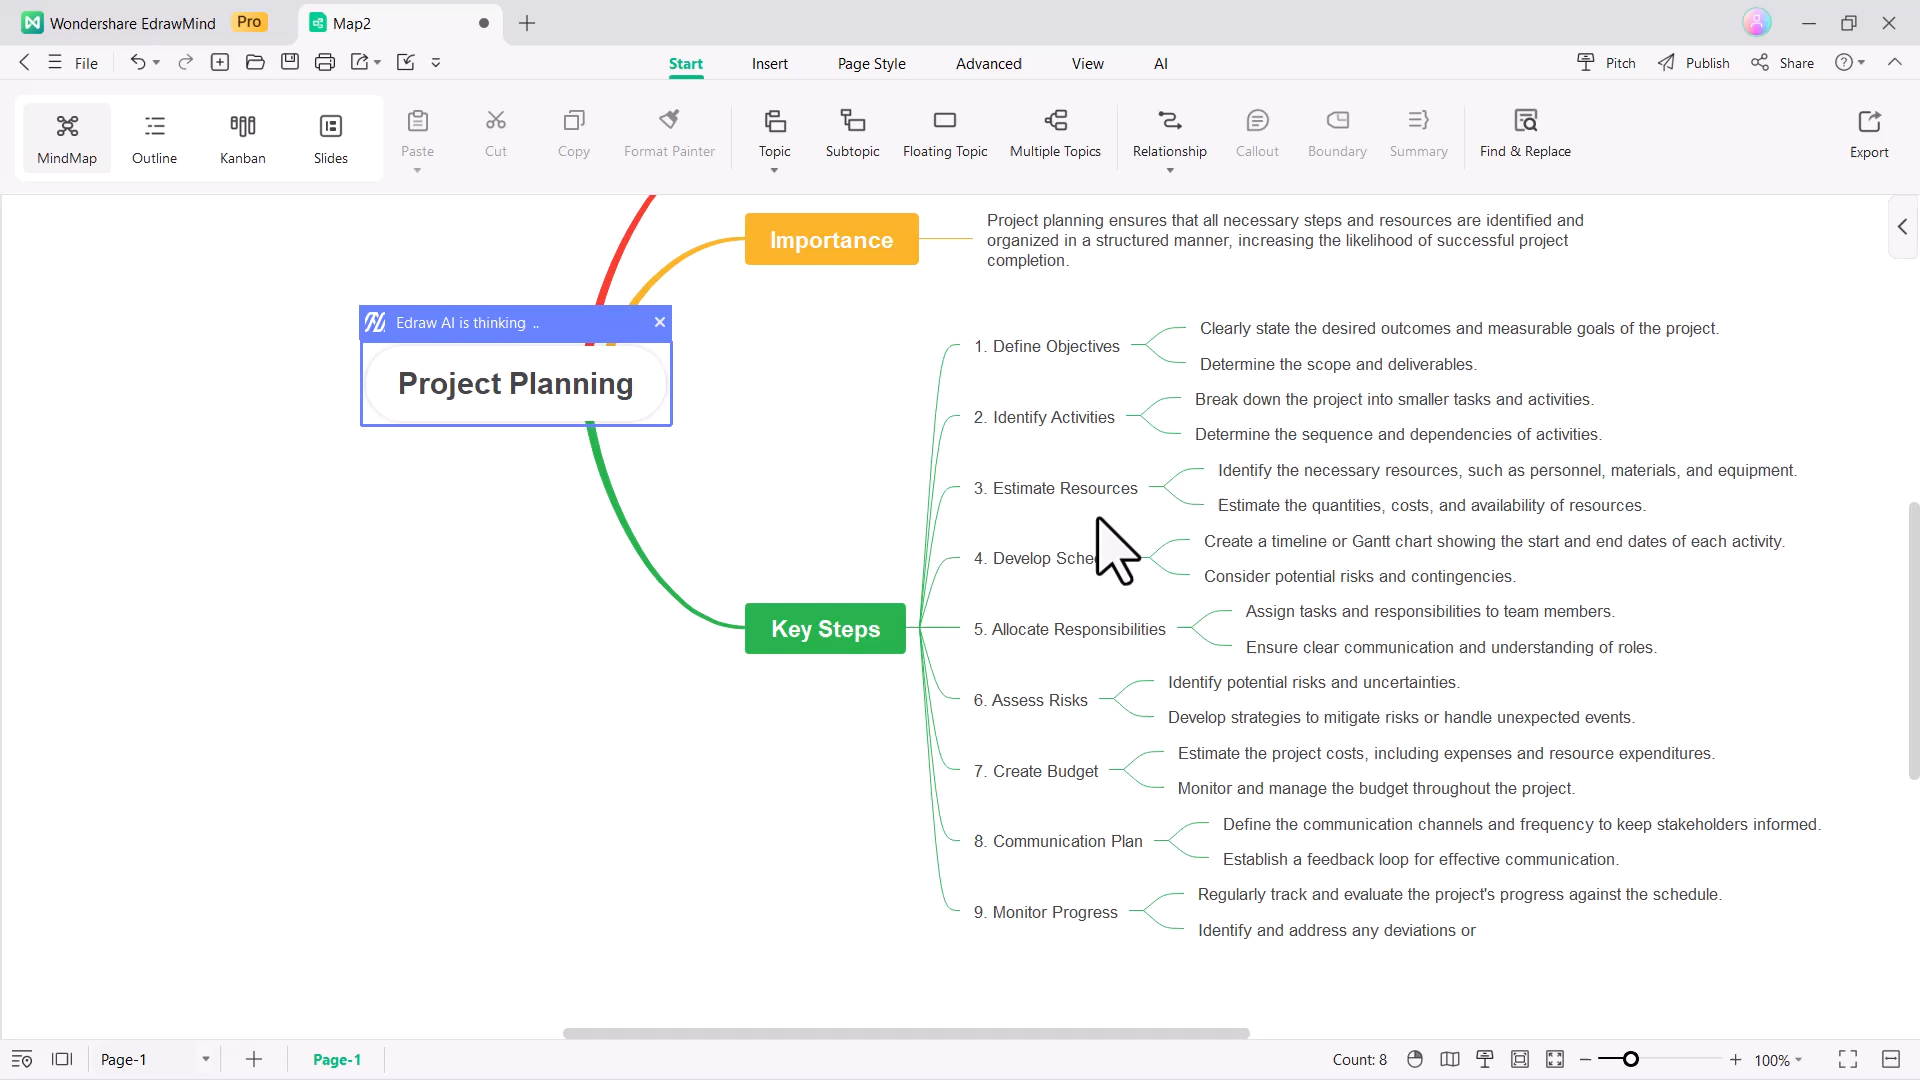 Wondershare EdrawMind Pro Map2
File Start Insert Page Style Advanced View AI Pitch Publish Share
MindMap Outline Kanban Slides Paste Cut Copy Format Painter Topic Subtopic Floating Topic Multiple Topics Relationship Callout Boundary Summary Find & Replace Export
Importance
Project planning ensures that all necessary steps and resources are identified and
organized in a structured manner, increasing the likelihood of successful project
completion.
Edraw AI is thinking ..
Project Planning
Key Steps
1. Define Objectives
Clearly state the desired outcomes and measurable goals of the project.
Determine the scope and deliverables.
2. Identify Activities
Break down the project into smaller tasks and activities.
Determine the sequence and dependencies of activities.
3. Estimate Resources
Identify the necessary resources, such as personnel, materials, and equipment.
Estimate the quantities, costs, and availability of resources.
4. Develop
Create a timeline or Gantt chart showing the start and end dates of each activity.
Consider potential risks and contingencies.
5. Allocate Responsibilities
Assign tasks and responsibilities to team members.
Ensure clear communication and understanding of roles.
6. Assess Risks
Identify potential risks and uncertainties.
Develop strategies to mitigate risks or handle unexpected events.
7. Create Budget
Estimate the project costs, including expenses and resource expenditures.
Monitor and manage the budget throughout the project.
8. Communication Plan
Define the communication channels and frequency to keep stakeholders informed.
Establish a feedback loop for effective communication.
9. Monitor Progress
Regularly track and evaluate the project's progress against the schedule.
Identify and address any deviations or
Page-1 Page-1 Count: 8 100%